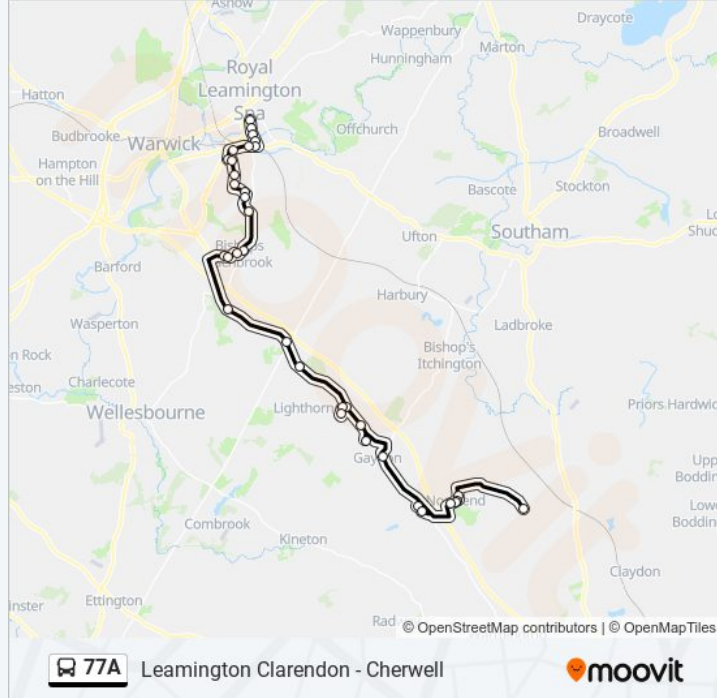 Ashow
Draycote
Wappenbury
Hunningham
Marton
Royal
Leamington
Spa
Hatton
Offchurch
Budbrooke
Warwick
Broadwell
Hampton
on the Hill
Bascote
Stockton
Southam
Ufton
Barford
Harbury
Wasperton
Ladbroke
Bishop's
Itchington
Charlecote
Lighthorne
Wellesbourne
Gaydon
Combrook
Kineton
Claydon
Ettington
© OpenStreetMap contributors | © OpenMapTiles
77A Leamington Clarendon - Cherwell
moovit